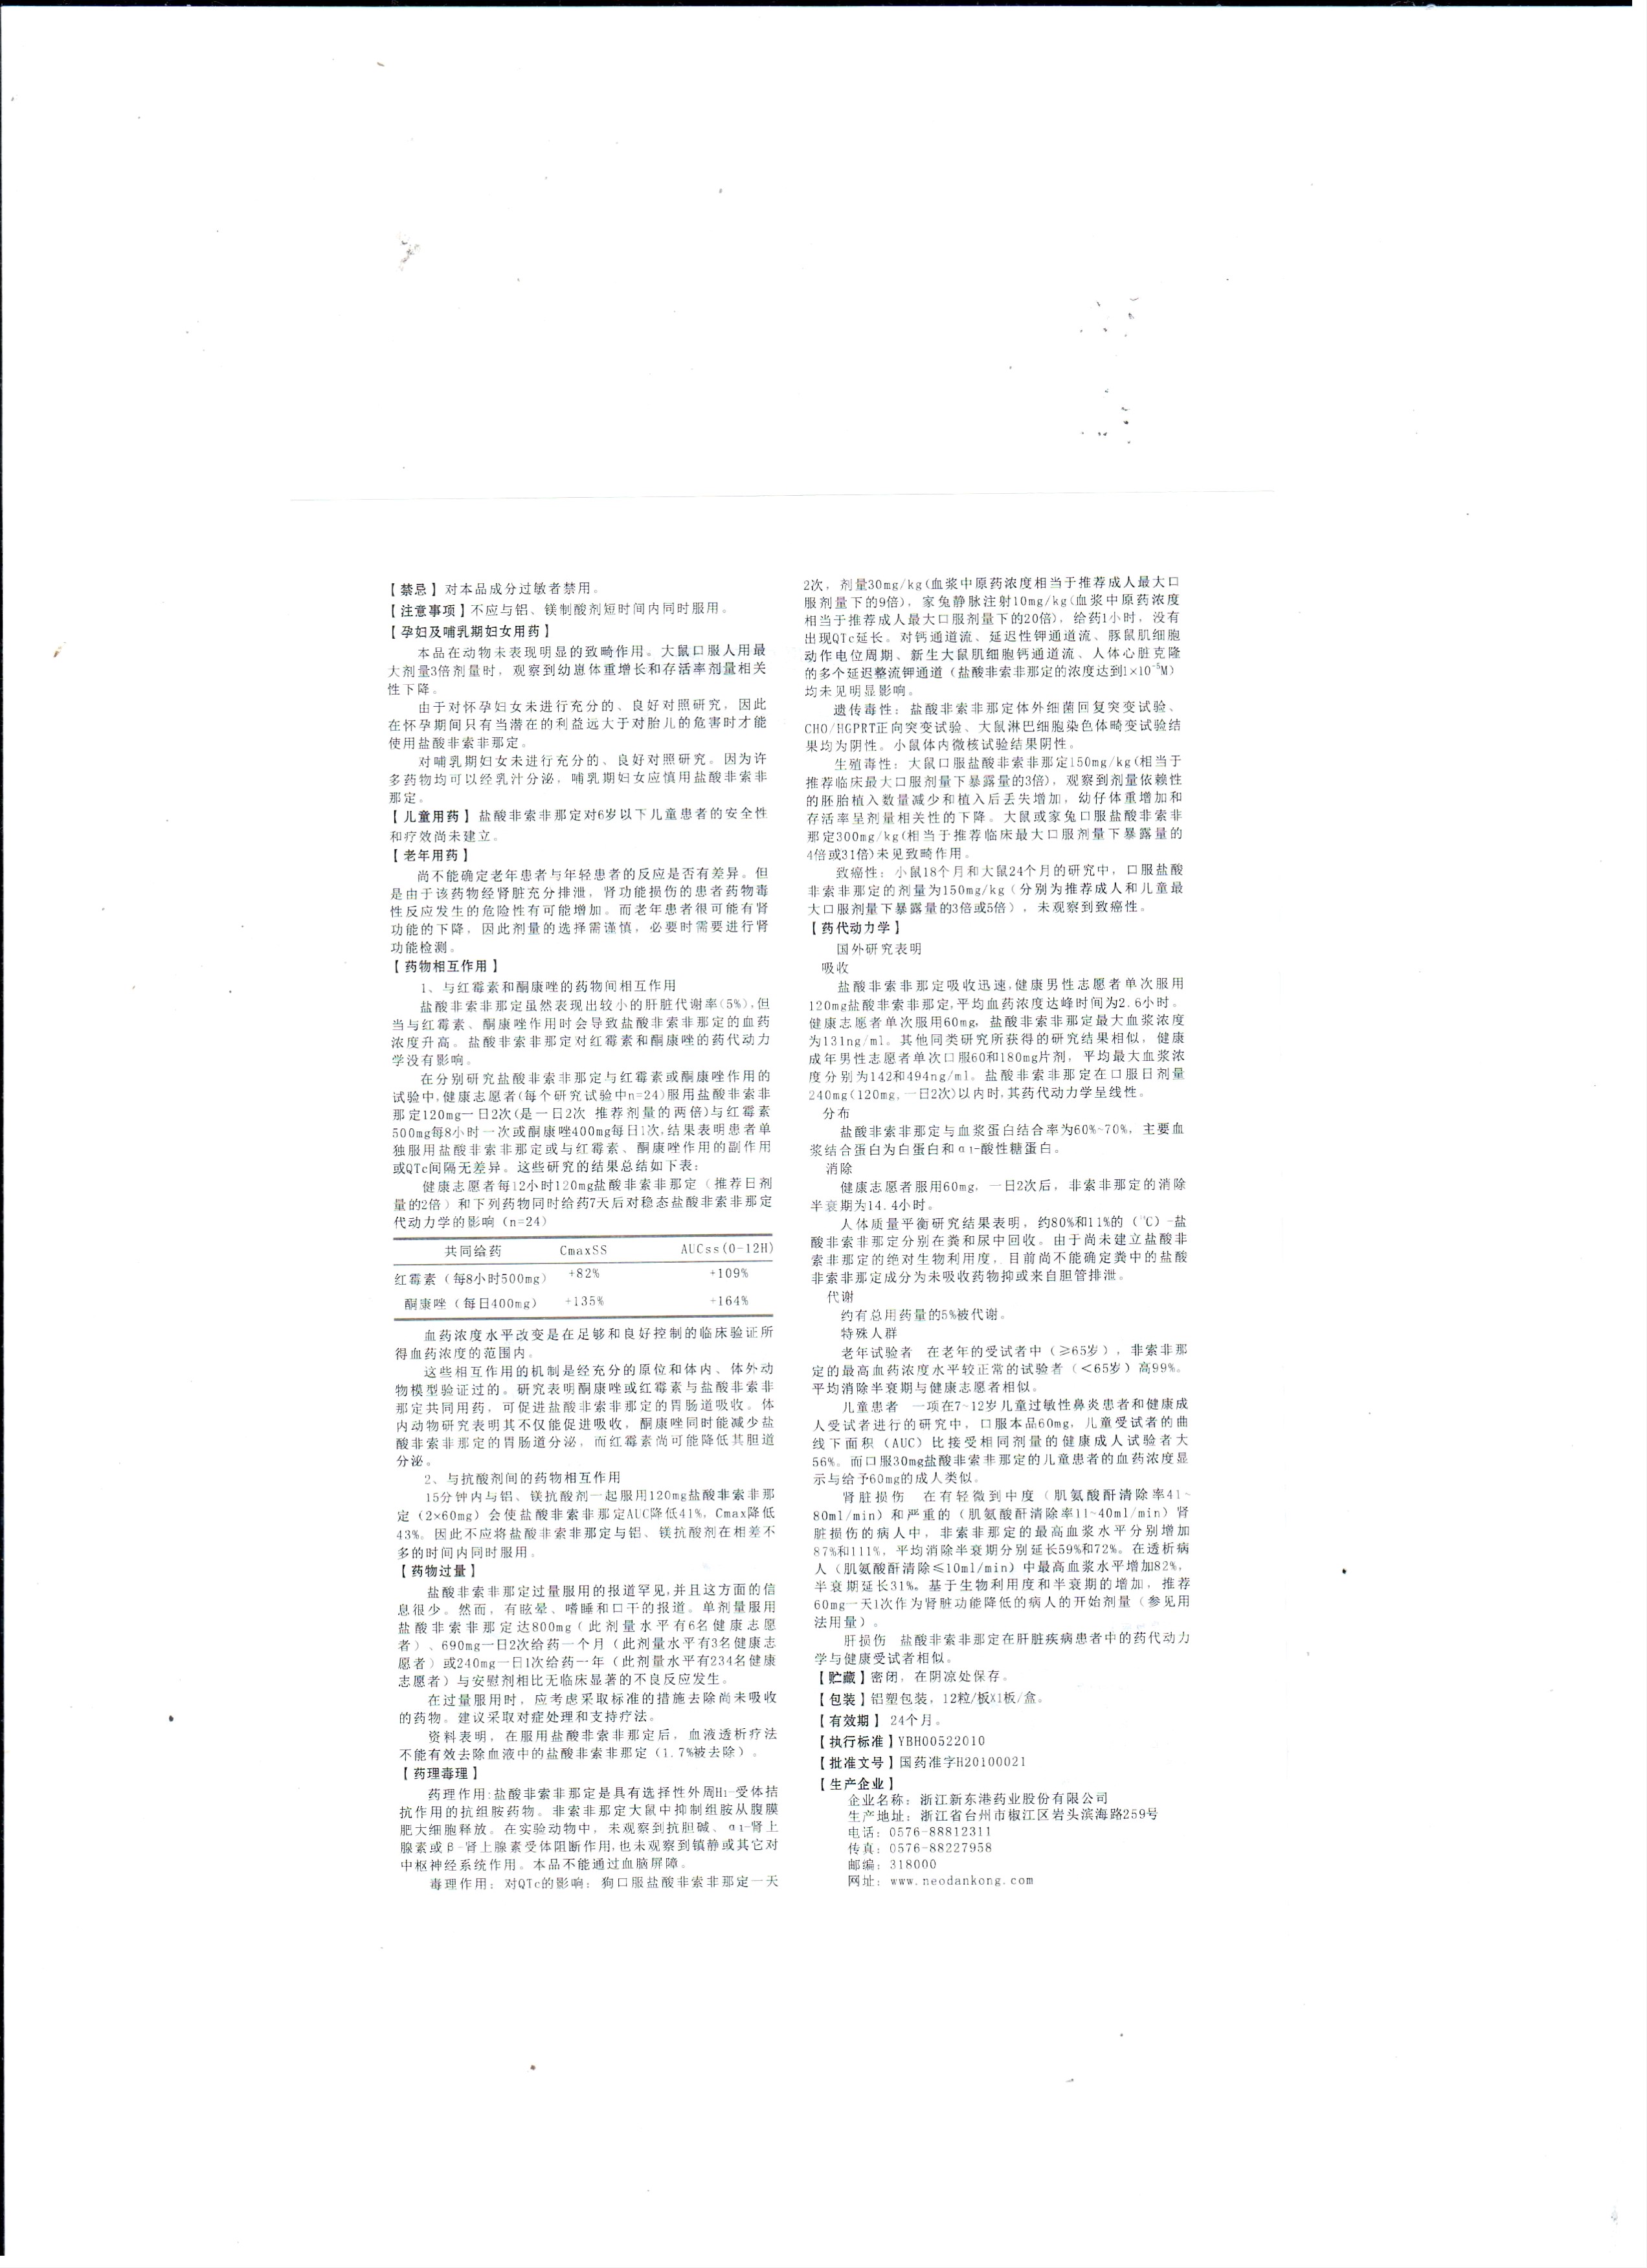 【禁忌】对本品成分过敏者禁用。
【注意事项】不应与铝、镁制酸剂短时间内同时服用。
【孕妇及哺乳期妇女用药】
本品在动物未表现明显的致畸作用。大鼠口服人用最
大剂量3倍剂量时，观察到幼崽体重增长和存活率剂量相关
性下降。
由于对怀孕妇女未进行充分的、良好对照研究，因此
在怀孕期间只有当潜在的利益远大于对胎儿的危害时才能
使用盐酸非索非那定。
对哺乳期妇女未进行充分的、良好对照研究。因为许
多药物均可以经乳汁分泌，哺乳期妇女应慎用盐酸非索非
那定。
【儿童用药】盐酸非索非那定对6岁以下儿童患者的安全性
和疗效尚未建立。
【老年用药】
尚不能确定老年患者与年轻患者的反应是否有差异。但
是由于该药物经肾脏充分排泄，肾功能损伤的患者药物毒
性反应发生的危险性有可能增加。而老年患者很可能有肾
功能的下降，因此剂量的选择需谨慎，必要时需要进行肾
功能检测。
【药物相互作用】
1、与红霉素和酮康唑的药物间相互作用
盐酸非索非那定虽然表现出较小的肝脏代谢率(5%),但
当与红霉素、酮康唑作用时会导致盐酸非索非那定的血药
浓度升高。盐酸非索非那定对红霉素和酮康唑的药代动力
学没有影响。
在分别研究盐酸非索非那定与红霉素或酮康唑作用的
试验中,健康志愿者(每个研究试验中n=24)服用盐酸非索非
那定120mg一日2次(是一日2次 推荐剂量的两倍)与红霉素
500mg每8小时一次或酮康唑400mg每日1次,结果表明患者单
独服用盐酸非索非那定或与红霉素、酮康唑作用的副作用
或QTc间隔无差异。这些研究的结果总结如下表:
健康志愿者每12小时120mg盐酸非索非那定（推荐日剂
量的2倍）和下列药物同时给药7天后对稳态盐酸非索非那定
代动力学的影响（n=24）
共同给药 CmaxSS AUCss(0-12H)
红霉素（每8小时500mg） +82% +109%
酮康唑（每日400mg） +135% +164%
血药浓度水平改变是在足够和良好控制的临床验证所
得血药浓度的范围内。
这些相互作用的机制是经充分的原位和体内、体外动
物模型验证过的。研究表明酮康唑或红霉素与盐酸非索非
那定共同用药，可促进盐酸非索非那定的胃肠道吸收。体
内动物研究表明其不仅能促进吸收，酮康唑同时能减少盐
酸非索非那定的胃肠道分泌，而红霉素尚可能降低其胆道
分泌。
2、与抗酸剂间的药物相互作用
15分钟内与铝、镁抗酸剂一起服用120mg盐酸非索非那
定（2×60mg）会使盐酸非索非那定AUC降低41%，Cmax降低
43%。因此不应将盐酸非索非那定与铝、镁抗酸剂在相差不
多的时间内同时服用。
【药物过量】
盐酸非索非那定过量服用的报道罕见,并且这方面的信
息很少。然而，有眩晕、嗜睡和口干的报道。单剂量服用
盐酸非索非那定达800mg（此剂量水平有6名健康志愿
者）、690mg一日2次给药一个月（此剂量水平有3名健康志
愿者）或240mg一日1次给药一年（此剂量水平有234名健康
志愿者）与安慰剂相比无临床显著的不良反应发生。
在过量服用时，应考虑采取标准的措施去除尚未吸收
的药物。建议采取对症处理和支持疗法。
资料表明，在服用盐酸非索非那定后，血液透析疗法
不能有效去除血液中的盐酸非索非那定（1.7%被去除）。
【药理毒理】
药理作用:盐酸非索非那定是具有选择性外周H1-受体拮
抗作用的抗组胺药物。非索非那定大鼠中抑制组胺从腹膜
肥大细胞释放。在实验动物中，未观察到抗胆碱、α1-肾上
腺素或β-肾上腺素受体阻断作用,也未观察到镇静或其它对
中枢神经系统作用。本品不能通过血脑屏障。
毒理作用：对QTc的影响：狗口服盐酸非索非那定一天
2次，剂量30mg/kg(血浆中原药浓度相当于推荐成人最大口
服剂量下的9倍)，家兔静脉注射10mg/kg(血浆中原药浓度
相当于推荐成人最大口服剂量下的20倍)，给药1小时，没有
出现QTc延长。对钙通道流、延迟性钾通道流、豚鼠肌细胞
动作电位周期、新生大鼠肌细胞钙通道流、人体心脏克隆
的多个延迟整流钾通道（盐酸非索非那定的浓度达到1×10⁻⁵M）
均未见明显影响。
遗传毒性：盐酸非索非那定体外细菌回复突变试验、
CHO/HGPRT正向突变试验、大鼠淋巴细胞染色体畸变试验结
果均为阴性。小鼠体内微核试验结果阴性。
生殖毒性：大鼠口服盐酸非索非那定150mg/kg(相当于
推荐临床最大口服剂量下暴露量的3倍)，观察到剂量依赖性
的胚胎植入数量减少和植入后丢失增加，幼仔体重增加和
存活率呈剂量相关性的下降。大鼠或家兔口服盐酸非索非
那定300mg/kg(相当于推荐临床最大口服剂量下暴露量的
4倍或31倍)未见致畸作用。
致癌性：小鼠18个月和大鼠24个月的研究中，口服盐酸
非索非那定的剂量为150mg/kg（分别为推荐成人和儿童最
大口服剂量下暴露量的3倍或5倍），未观察到致癌性。
【药代动力学】
国外研究表明
吸收
盐酸非索非那定吸收迅速,健康男性志愿者单次服用
120mg盐酸非索非那定,平均血药浓度达峰时间为2.6小时。
健康志愿者单次服用60mg，盐酸非索非那定最大血浆浓度
为131ng/ml。其他同类研究所获得的研究结果相似，健康
成年男性志愿者单次口服60和180mg片剂，平均最大血浆浓
度分别为142和494ng/ml。盐酸非索非那定在口服日剂量
240mg(120mg,一日2次)以内时,其药代动力学呈线性。
分布
盐酸非索非那定与血浆蛋白结合率为60%~70%，主要血
浆结合蛋白为白蛋白和α1-酸性糖蛋白。
消除
健康志愿者服用60mg，一日2次后，非索非那定的消除
半衰期为14.4小时。
人体质量平衡研究结果表明，约80%和11%的（¹⁴C）-盐
酸非索非那定分别在粪和尿中回收。由于尚未建立盐酸非
索非那定的绝对生物利用度，目前尚不能确定粪中的盐酸
非索非那定成分为未吸收药物抑或来自胆管排泄。
代谢
约有总用药量的5%被代谢。
特殊人群
老年试验者 在老年的受试者中（≥65岁），非索非那
定的最高血药浓度水平较正常的试验者（<65岁）高99%。
平均消除半衰期与健康志愿者相似。
儿童患者 一项在7~12岁儿童过敏性鼻炎患者和健康成
人受试者进行的研究中，口服本品60mg，儿童受试者的曲
线下面积（AUC）比接受相同剂量的健康成人试验者大
56%。而口服30mg盐酸非索非那定的儿童患者的血药浓度显
示与给予60mg的成人类似。
肾脏损伤 在有轻微到中度（肌氨酸酐清除率41~
80ml/min）和严重的（肌氨酸酐清除率11~40ml/min）肾
脏损伤的病人中，非索非那定的最高血浆水平分别增加
87%和111%，平均消除半衰期分别延长59%和72%。在透析病
人（肌氨酸酐清除≤10ml/min）中最高血浆水平增加82%，
半衰期延长31%。基于生物利用度和半衰期的增加，推荐
60mg一天1次作为肾脏功能降低的病人的开始剂量（参见用
法用量）。
肝损伤 盐酸非索非那定在肝脏疾病患者中的药代动力
学与健康受试者相似。
【贮藏】密闭，在阴凉处保存。
【包装】铝塑包装，12粒/板X1板/盒。
【有效期】24个月。
【执行标准】YBH00522010
【批准文号】国药准字H20100021
【生产企业】
企业名称：浙江新东港药业股份有限公司
生产地址：浙江省台州市椒江区岩头滨海路259号
电话：0576-88812311
传真：0576-88227958
邮编：318000
网址：www.neodankong.com